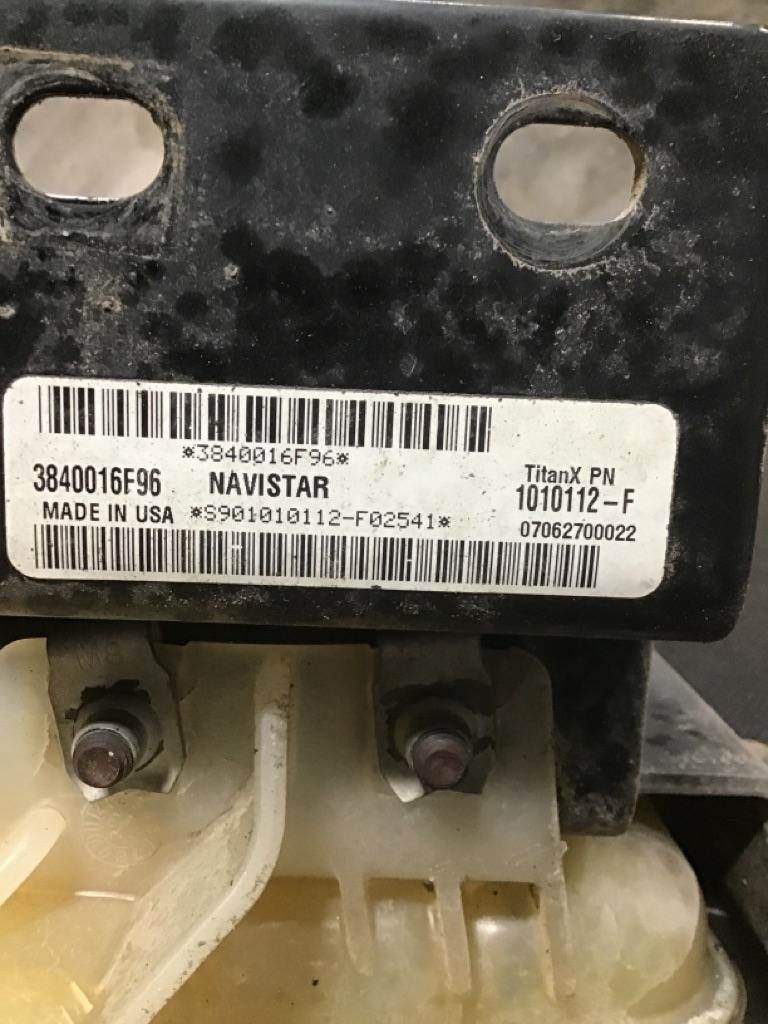 *3840016F96*
3840016F96 NAVISTAR
TitanX PN
1010112-F
MADE IN USA *S901010112-F02541*
07062700022